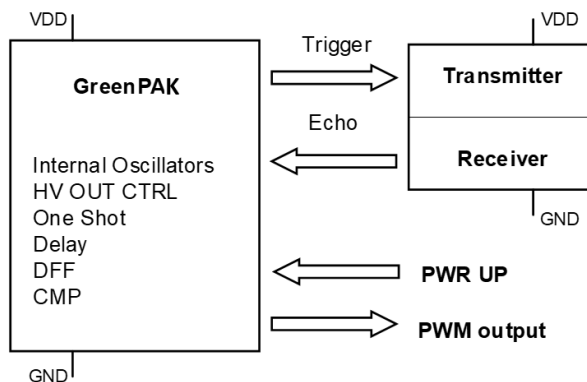 VDD
GreenPAK
Internal Oscillators
HV OUT CTRL
One Shot
Delay
DFF
CMP
GND
Trigger
Echo
VDD
Transmitter
Receiver
GND
PWR UP
PWM output